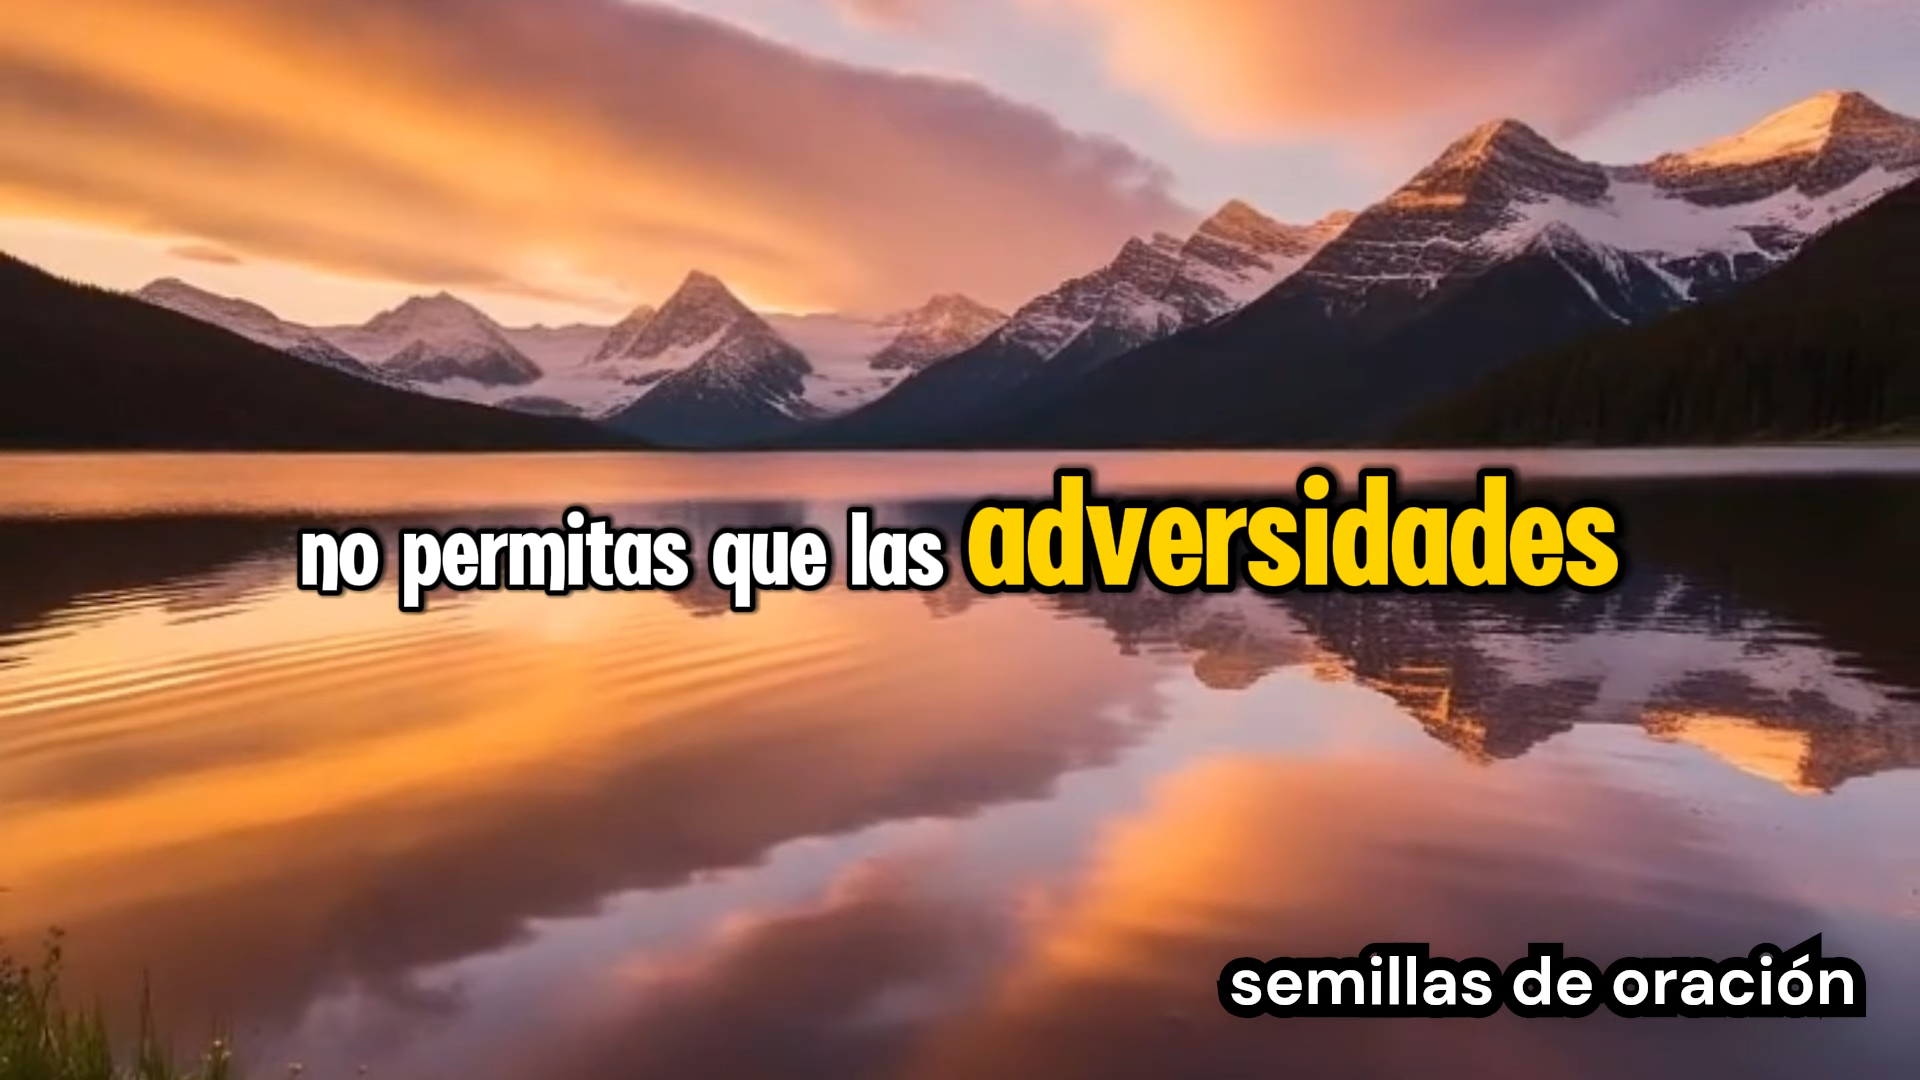 no permitas que las adversidades
semillas de oración